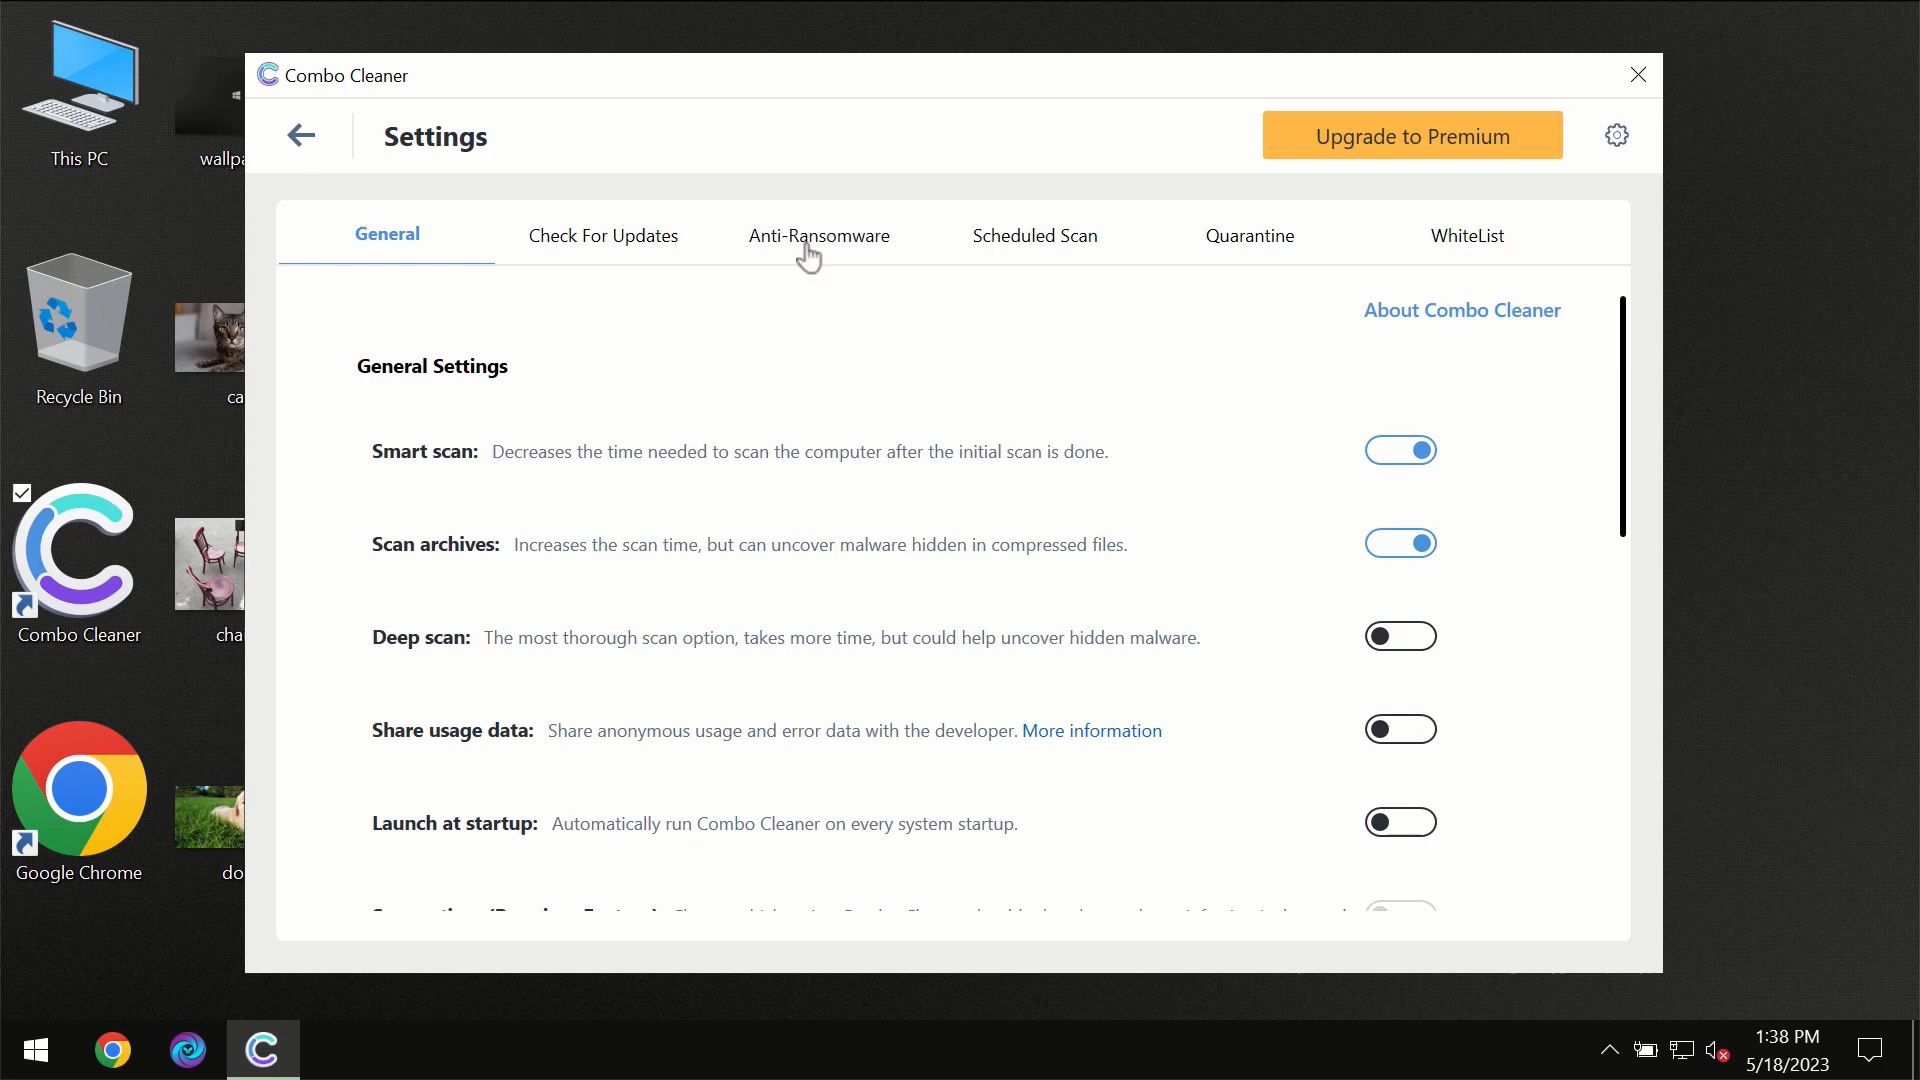 Combo Cleaner
Settings
Upgrade to Premium
General
Check For Updates
Anti-Ransomware
Scheduled Scan
Quarantine
WhiteList
About Combo Cleaner
General Settings
Smart scan: Decreases the time needed to scan the computer after the initial scan is done.
Scan archives: Increases the scan time, but can uncover malware hidden in compressed files.
Deep scan: The most thorough scan option, takes more time, but could help uncover hidden malware.
Share usage data: Share anonymous usage and error data with the developer. More information
Launch at startup: Automatically run Combo Cleaner on every system startup.
This PC
wallpa
Recycle Bin
ca
Combo Cleaner
cha
Google Chrome
do
1:38 PM
5/18/2023